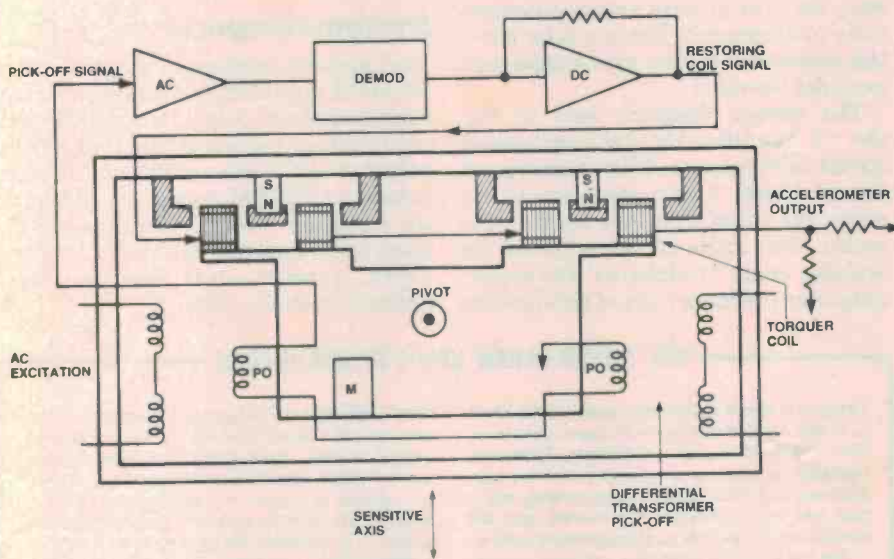 PICK-OFF SIGNAL
AC
DEMOD
DC
RESTORING
COIL SIGNAL
S
N
S
N
ACCELEROMETER
OUTPUT
PIVOT
TORQUER
COIL
AC
EXCITATION
PO
M
PO
DIFFERENTIAL
TRANSFORMER
PICK-OFF
SENSITIVE
AXIS